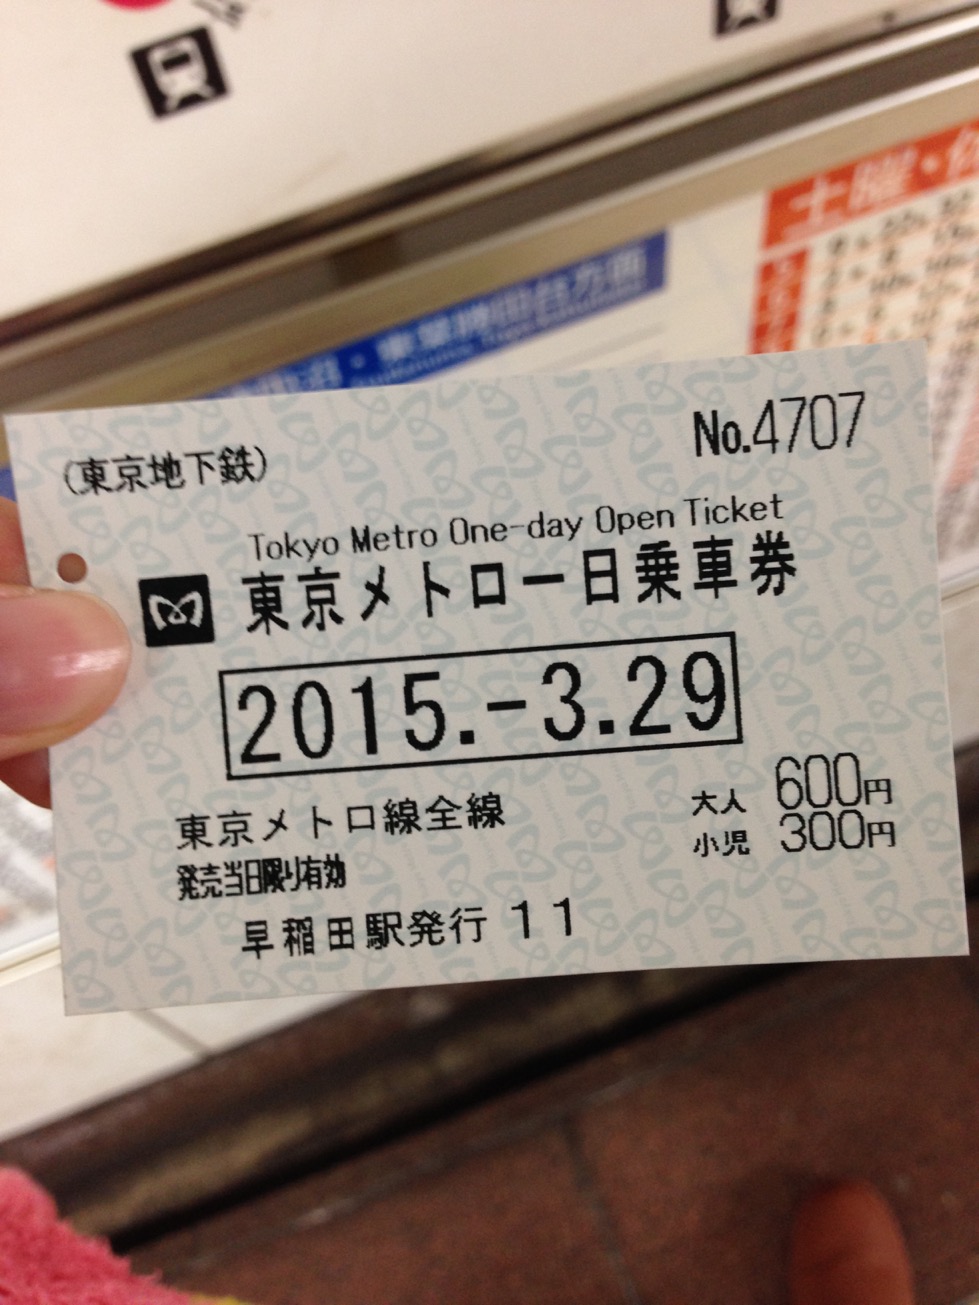 土曜・休
(東京地下鉄)
No.4707
Tokyo Metro One-day Open Ticket
東京メトロ一日乗車券
2015.-3.29
東京メトロ線全線
大人 600円
小児 300円
発売当日限り有効
早稲田駅発行 11